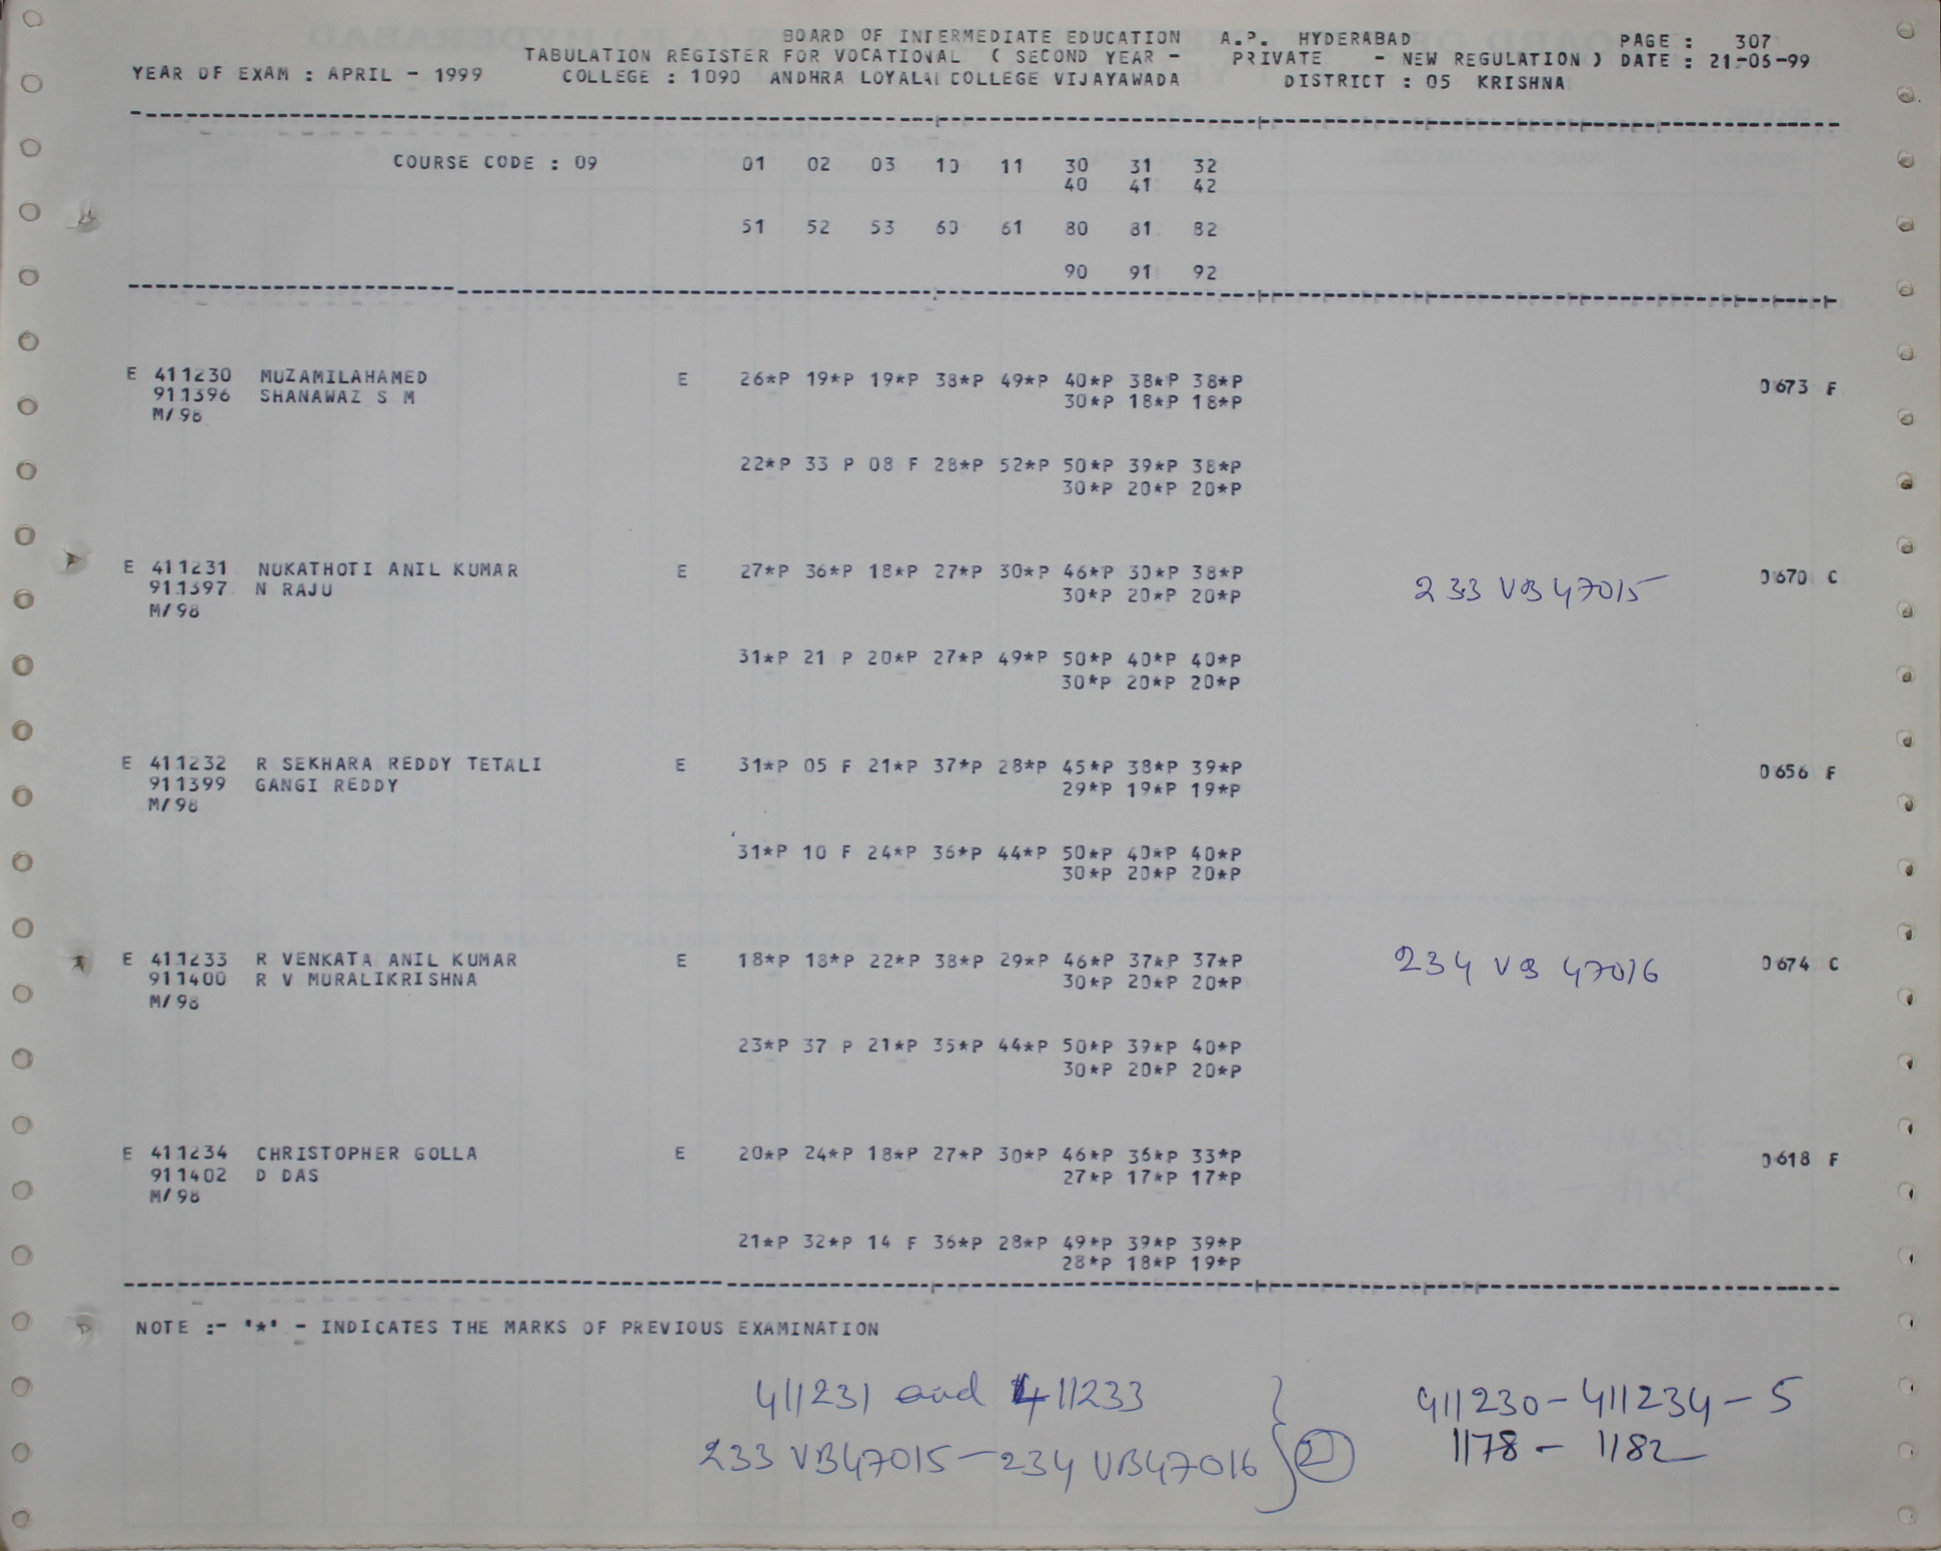 BOARD OF INTERMEDIATE EDUCATION A.P. HYDERABAD PAGE : 307
TABULATION REGISTER FOR VOCATIONAL ( SECOND YEAR - PRIVATE - NEW REGULATION ) DATE : 21-05-99
YEAR OF EXAM : APRIL - 1999 COLLEGE : 1090 ANDHRA LOYALA COLLEGE VIJAYAWADA DISTRICT : 05 KRISHNA
COURSE CODE : 09 01 02 03 10 11 30 31 32
40 41 42
51 52 53 60 61 80 81 82
90 91 92
E 411230 MUZAMILAHAMED E 26*P 19*P 19*P 38*P 49*P 40*P 38*P 38*P 0673 F
911396 SHANAWAZ S M 30*P 18*P 18*P
M/98
22*P 33 P 08 F 28*P 52*P 50*P 39*P 38*P
30*P 20*P 20*P
E 411231 NUKATHOTI ANIL KUMAR E 27*P 36*P 18*P 27*P 30*P 46*P 30*P 38*P 233 VB47015 0670 C
911397 N RAJU 30*P 20*P 20*P
M/98
31*P 21 P 20*P 27*P 49*P 50*P 40*P 40*P
30*P 20*P 20*P
E 411232 R SEKHARA REDDY TETALI E 31*P 05 F 21*P 37*P 28*P 45*P 38*P 39*P 0656 F
911399 GANGI REDDY 29*P 19*P 19*P
M/98
31*P 10 F 24*P 36*P 44*P 50*P 40*P 40*P
30*P 20*P 20*P
E 411233 R VENKATA ANIL KUMAR E 18*P 18*P 22*P 38*P 29*P 46*P 37*P 37*P 234 VB 47016 0674 C
911400 R V MURALIKRISHNA 30*P 20*P 20*P
M/98
23*P 37 P 21*P 35*P 44*P 50*P 39*P 40*P
30*P 20*P 20*P
E 411234 CHRISTOPHER GOLLA E 20*P 24*P 18*P 27*P 30*P 46*P 36*P 33*P 0618 F
911402 D DAS 27*P 17*P 17*P
M/98
21*P 32*P 14 F 36*P 28*P 49*P 39*P 39*P
28*P 18*P 19*P
NOTE :- '*' - INDICATES THE MARKS OF PREVIOUS EXAMINATION
411231 and 411233
233 VB47015 - 234 VB47016 } 2
411230 - 411234 - 5
1178 - 1182